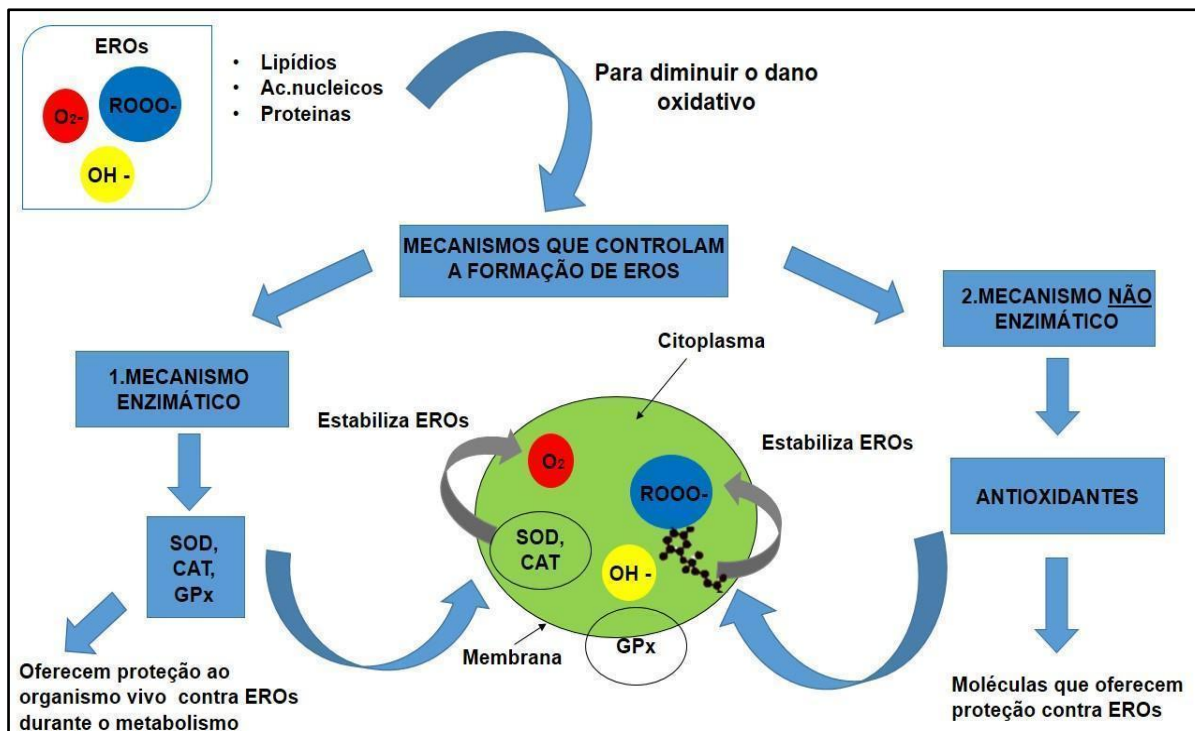 EROs
O2-
ROOO-
OH -
• Lipídios
• Ac.nucleicos
• Proteinas
Para diminuir o dano
oxidativo
MECANISMOS QUE CONTROLAM
A FORMAÇÃO DE EROS
1.MECANISMO
ENZIMÁTICO
2.MECANISMO NÃO
ENZIMÁTICO
Citoplasma
Estabiliza EROs
Estabiliza EROs
O2
ROOO-
SOD,
CAT
OH -
GPx
Membrana
SOD,
CAT,
GPx
ANTIOXIDANTES
Oferecem proteção ao
organismo vivo contra EROs
durante o metabolismo
Moléculas que oferecem
proteção contra EROs